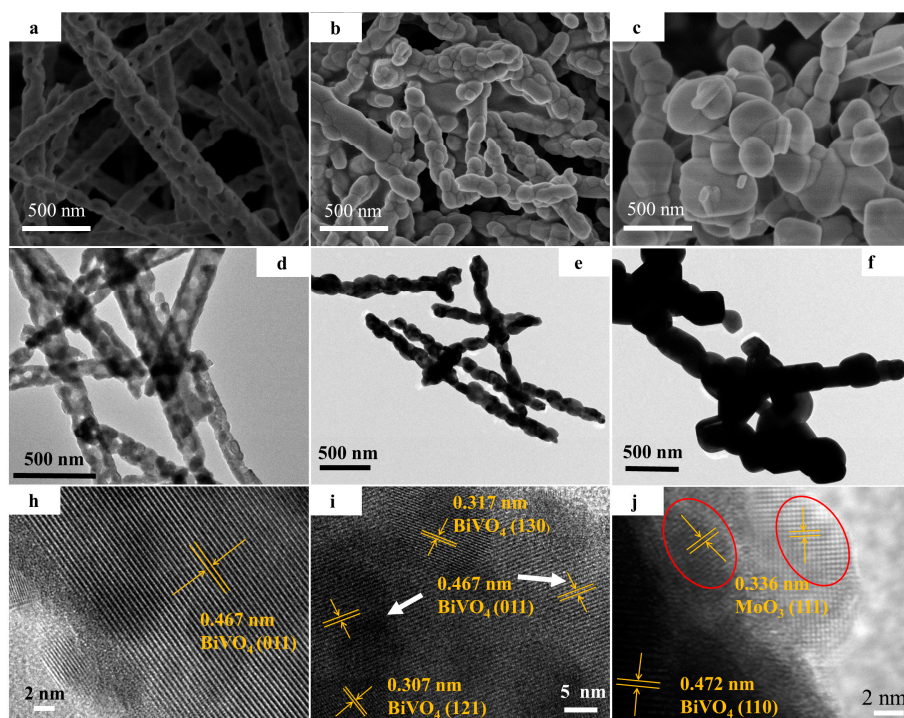 a
b
c
500 nm
500 nm
500 nm
d
e
f
500 nm
500 nm
500 nm
h
i
j
0.467 nm
BiVO4 (011)
2 nm
0.317 nm
BiVO4 (130)
0.467 nm
BiVO4 (011)
0.307 nm
BiVO4 (121)
5 nm
0.336 nm
MoO3 (111)
0.472 nm
BiVO4 (110)
2 nm